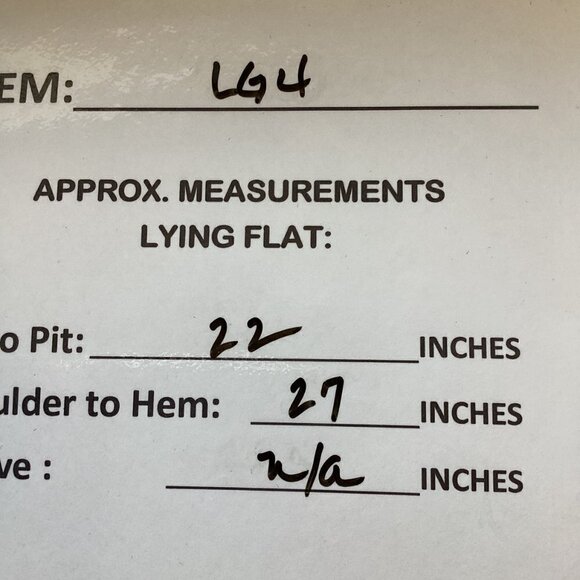 EM: LG4
APPROX. MEASUREMENTS
LYING FLAT:
o Pit: 22 INCHES
ulder to Hem: 27 INCHES
ve : n/a INCHES